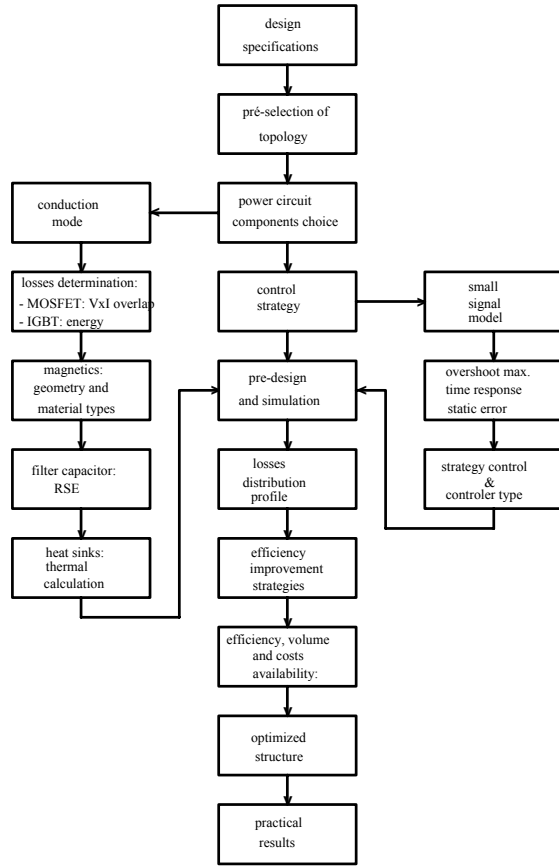 design
specifications
pré-selection of
topology
conduction
mode
power circuit
components choice
losses determination:
- MOSFET: VxI overlap
- IGBT: energy
control
strategy
small
signal
model
magnetics:
geometry and
material types
pre-design
and simulation
overshoot max.
time response
static error
filter capacitor:
RSE
losses
distribution
profile
strategy control
&
controler type
heat sinks:
thermal
calculation
efficiency
improvement
strategies
efficiency, volume
and costs
availability:
optimized
structure
practical
results